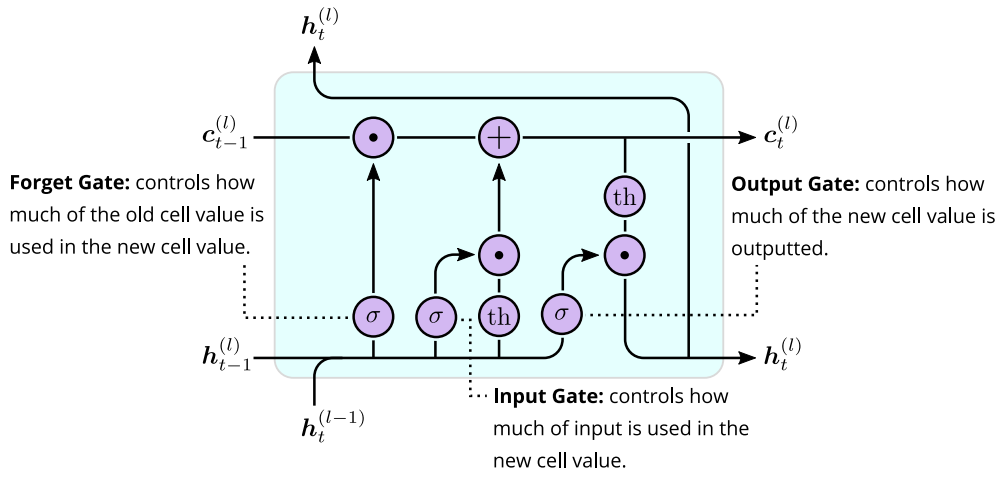 h_t^{(l)}
c_{t-1}^{(l)}
+
c_t^{(l)}
Forget Gate: controls how
much of the old cell value is
used in the new cell value.
th
Output Gate: controls how
much of the new cell value is
outputted.
σ
σ
th
σ
h_{t-1}^{(l)}
h_t^{(l)}
h_t^{(l-1)}
Input Gate: controls how
much of input is used in the
new cell value.